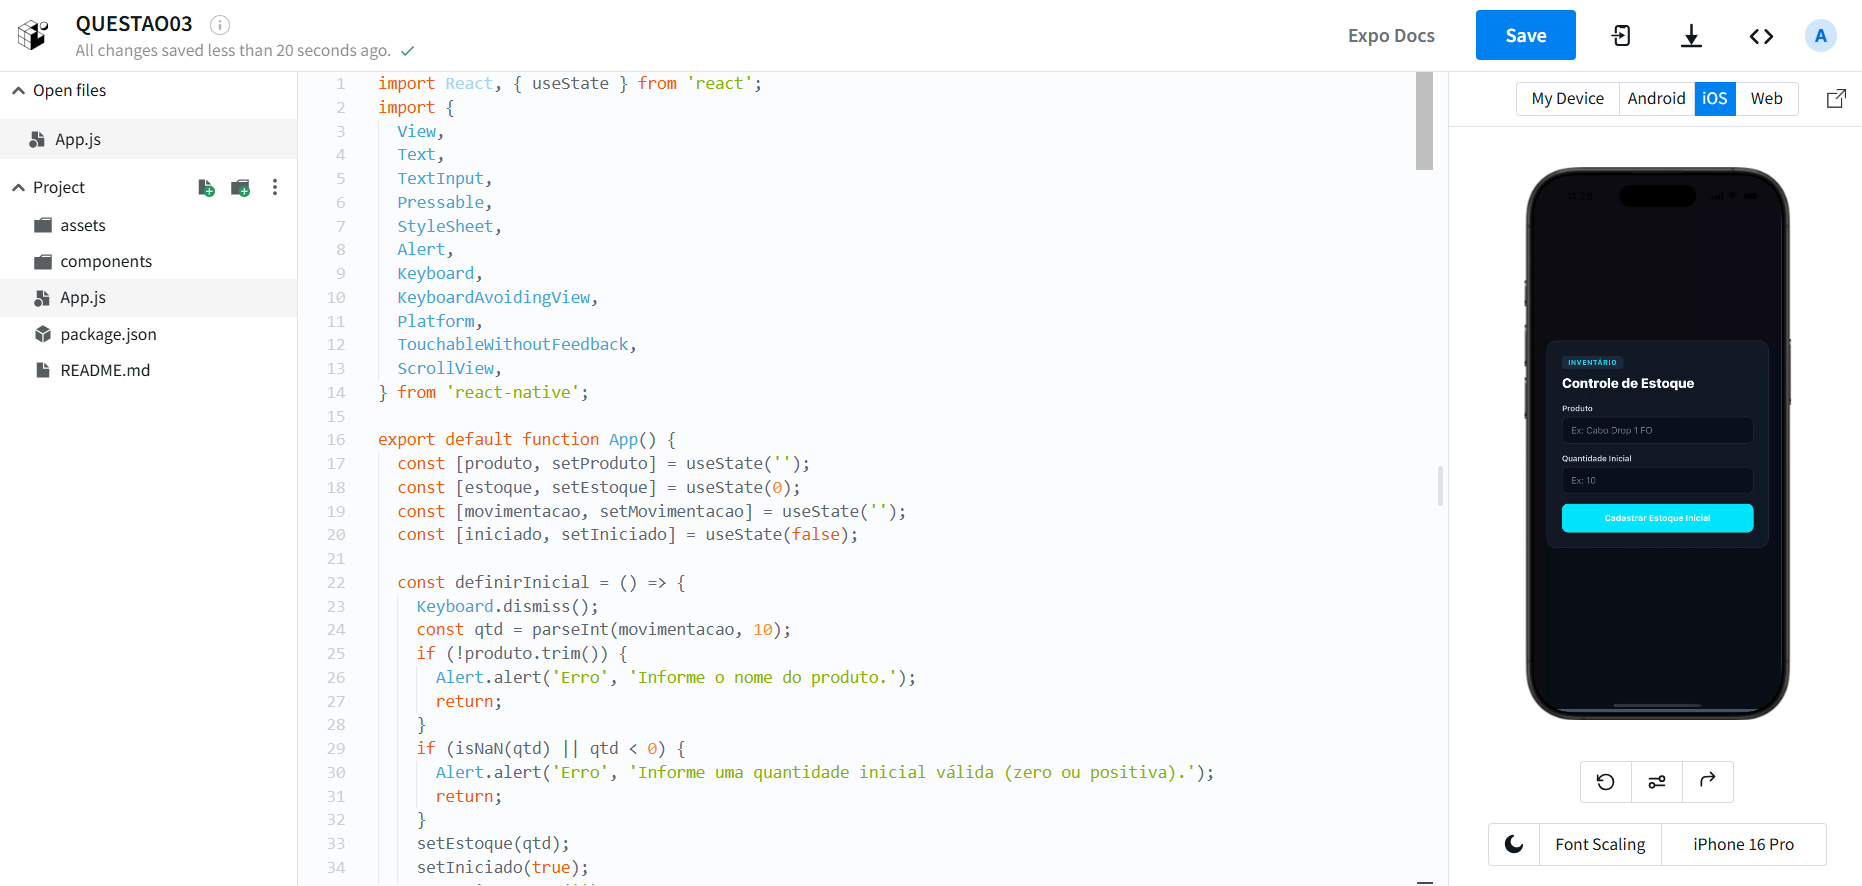 QUESTAO03
All changes saved less than 20 seconds ago.
Expo Docs
Save
A
Open files
App.js
Project
assets
components
App.js
package.json
README.md
1 import React, { useState } from 'react';
2 import {
3 View,
4 Text,
5 TextInput,
6 Pressable,
7 StyleSheet,
8 Alert,
9 Keyboard,
10 KeyboardAvoidingView,
11 Platform,
12 TouchableWithoutFeedback,
13 ScrollView,
14 } from 'react-native';
15
16 export default function App() {
17 const [produto, setProduto] = useState('');
18 const [estoque, setEstoque] = useState(0);
19 const [movimentacao, setMovimentacao] = useState('');
20 const [iniciado, setIniciado] = useState(false);
21
22 const definirInicial = () => {
23 Keyboard.dismiss();
24 const qtd = parseInt(movimentacao, 10);
25 if (!produto.trim()) {
26 Alert.alert('Erro', 'Informe o nome do produto.');
27 return;
28 }
29 if (isNaN(qtd) || qtd < 0) {
30 Alert.alert('Erro', 'Informe uma quantidade inicial válida (zero ou positiva).');
31 return;
32 }
33 setEstoque(qtd);
34 setIniciado(true);
My Device
Android
iOS
Web
INVENTÁRIO
Controle de Estoque
Produto
Ex: Cabo Drop 1 FO
Quantidade Inicial
Ex: 10
Cadastrar Estoque Inicial
Font Scaling
iPhone 16 Pro